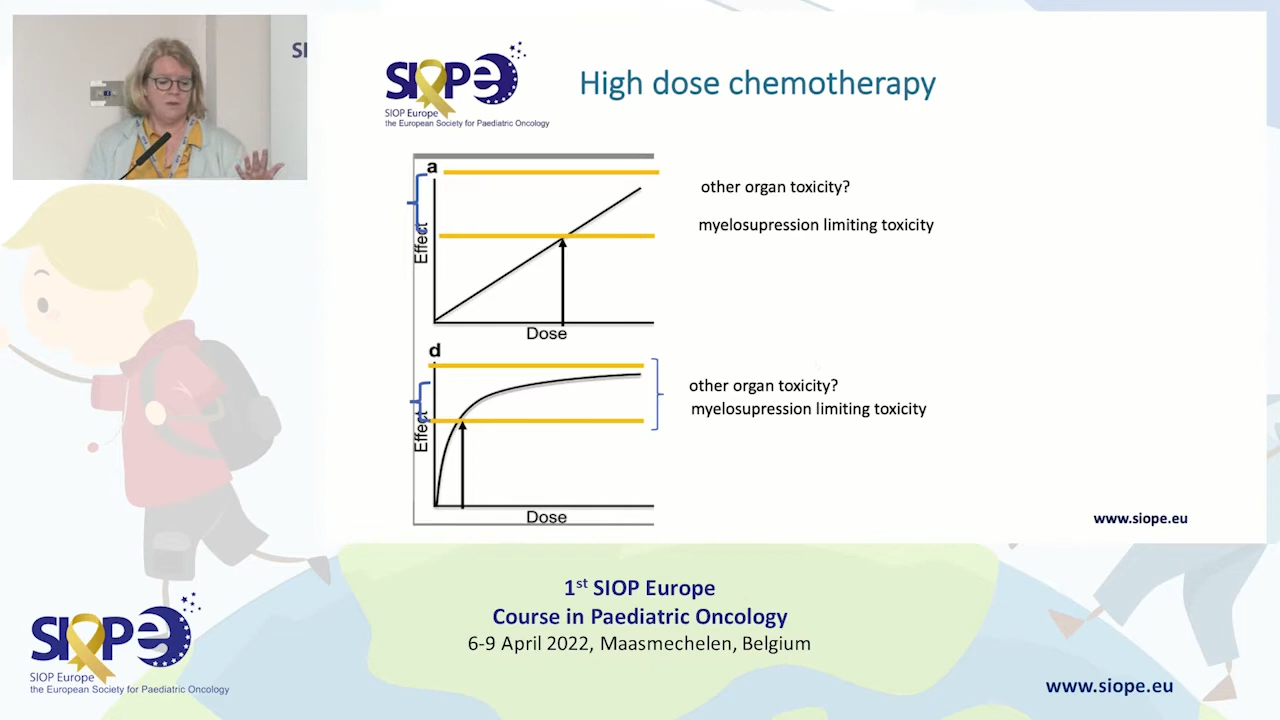 SI
SIOPe
SIOP Europe
the European Society for Paediatric Oncology
High dose chemotherapy
a
Effect
Dose
other organ toxicity?
myelosupression limiting toxicity
d
Effect
Dose
other organ toxicity?
myelosupression limiting toxicity
www.siope.eu
1st SIOP Europe
Course in Paediatric Oncology
6-9 April 2022, Maasmechelen, Belgium
SIOPe
SIOP Europe
the European Society for Paediatric Oncology
www.siope.eu